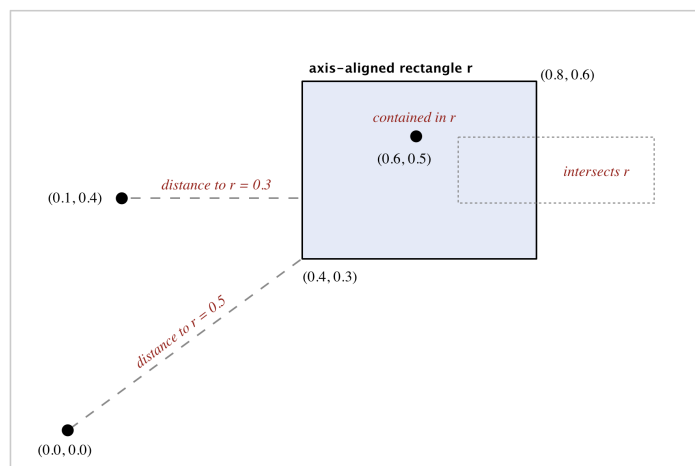 axis-aligned rectangle r
(0.8, 0.6)
contained in r
(0.6, 0.5)
intersects r
distance to r = 0.3
(0.1, 0.4)
(0.4, 0.3)
distance to r = 0.5
(0.0, 0.0)